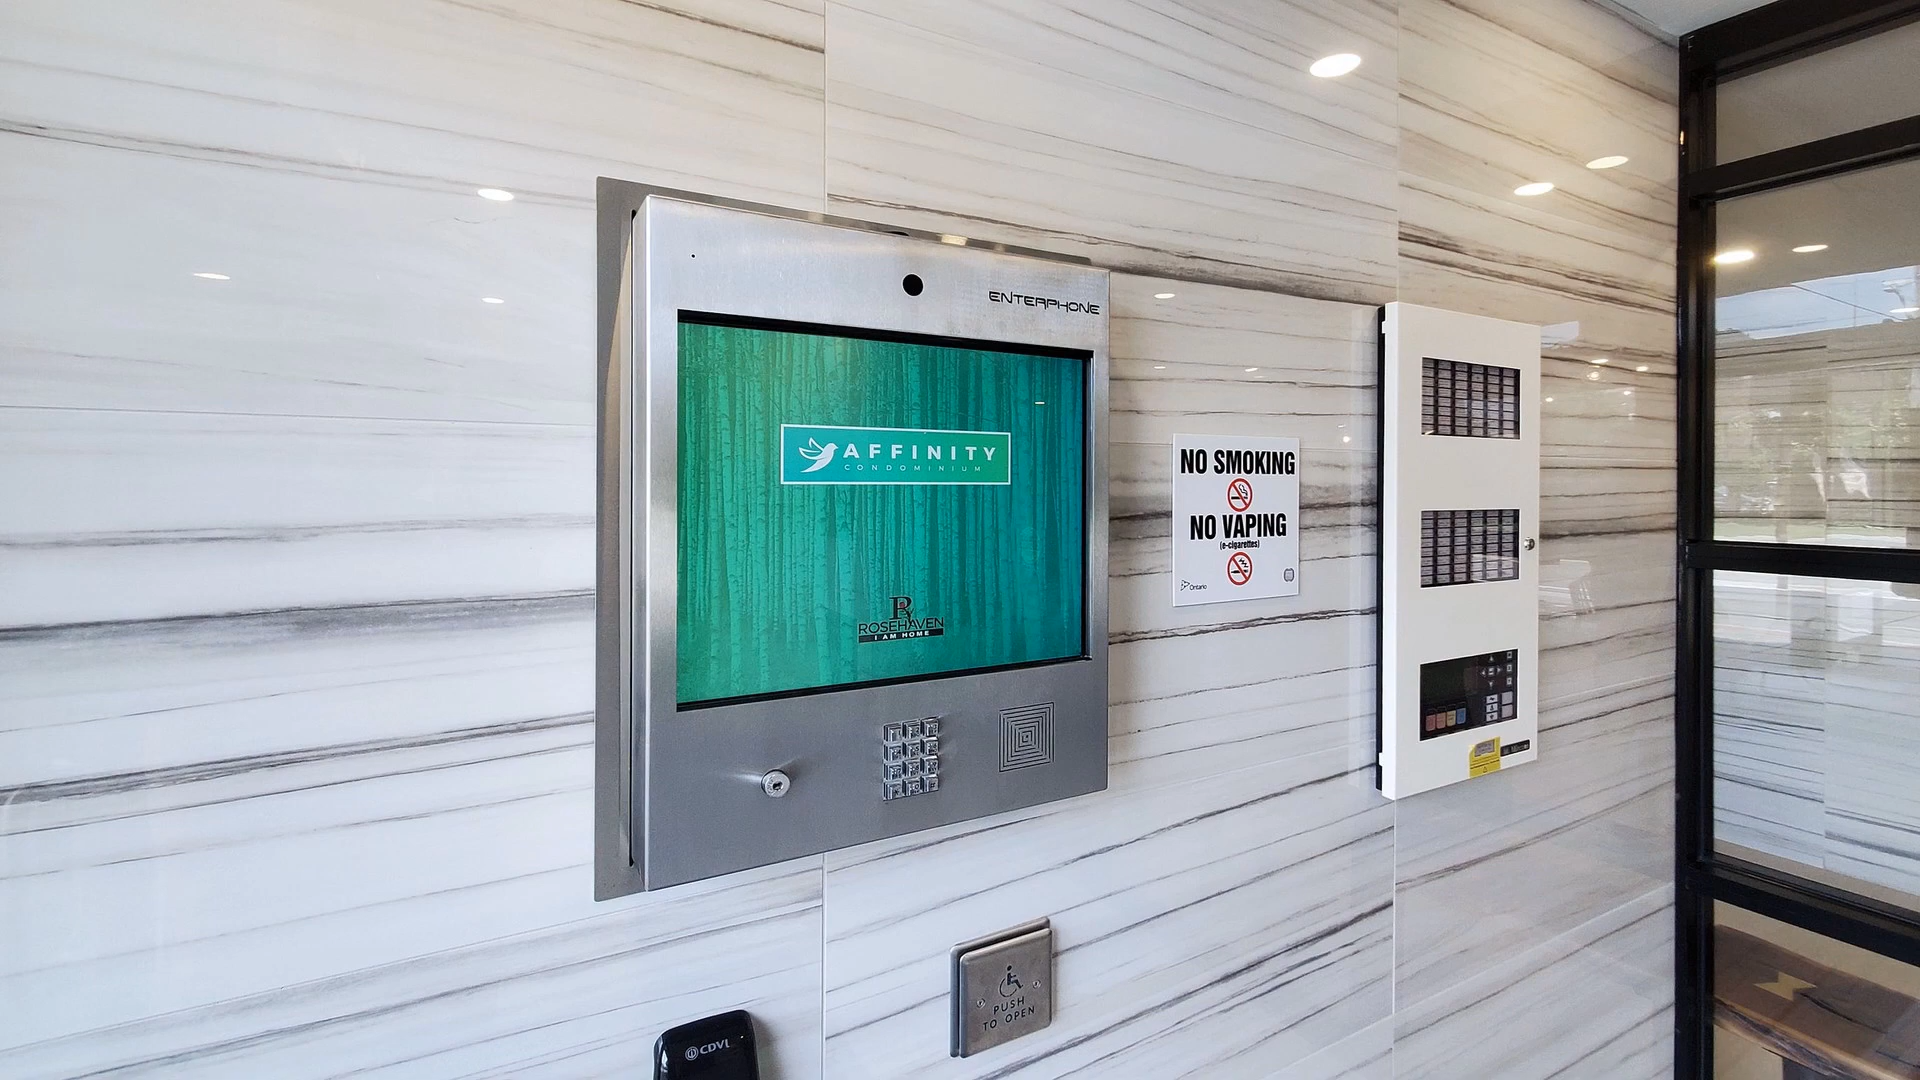 ENTERPHONE
AFFINITY
CONDOMINIUM
ROSEHAVEN
I AM HOME
NO SMOKING
NO VAPING
(e-cigarettes)
Ontario
PUSH
TO OPEN
CDVI